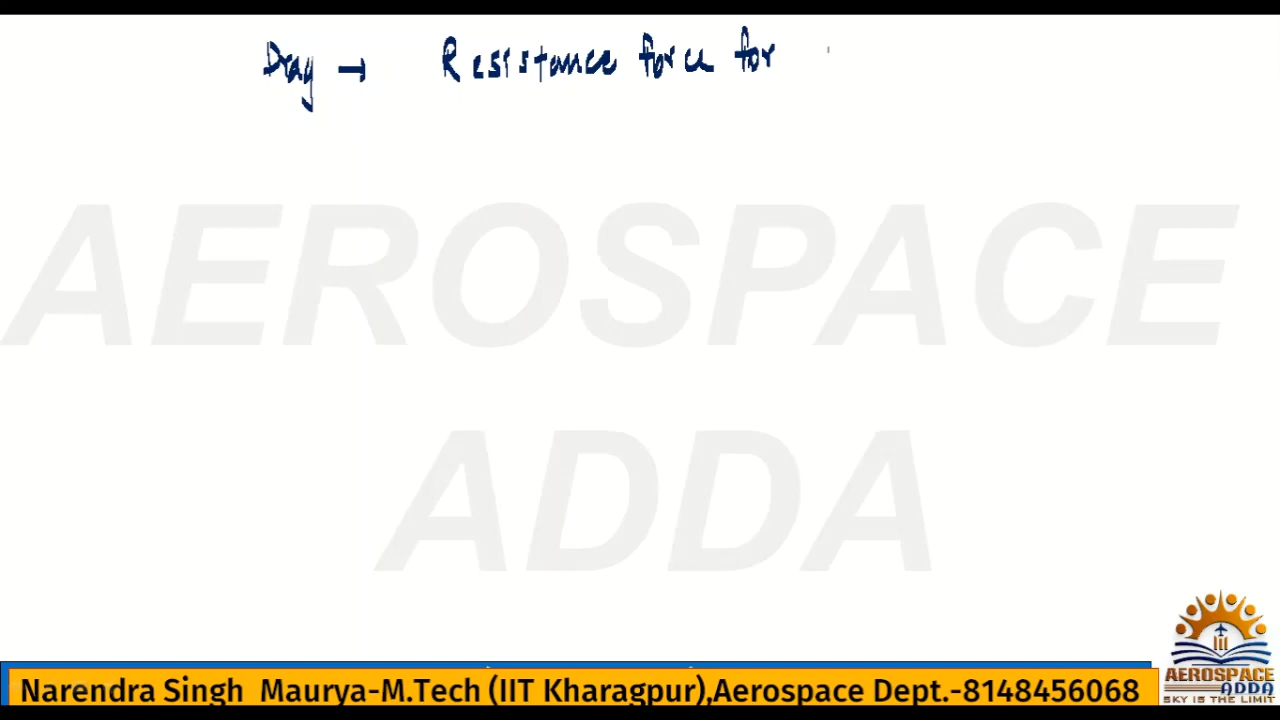 Drag → Resistance force for
AEROSPACE
ADDA
Narendra Singh Maurya-M.Tech (IIT Kharagpur),Aerospace Dept.-8148456068
AEROSPACE
ADDA
SKY IS THE LIMIT